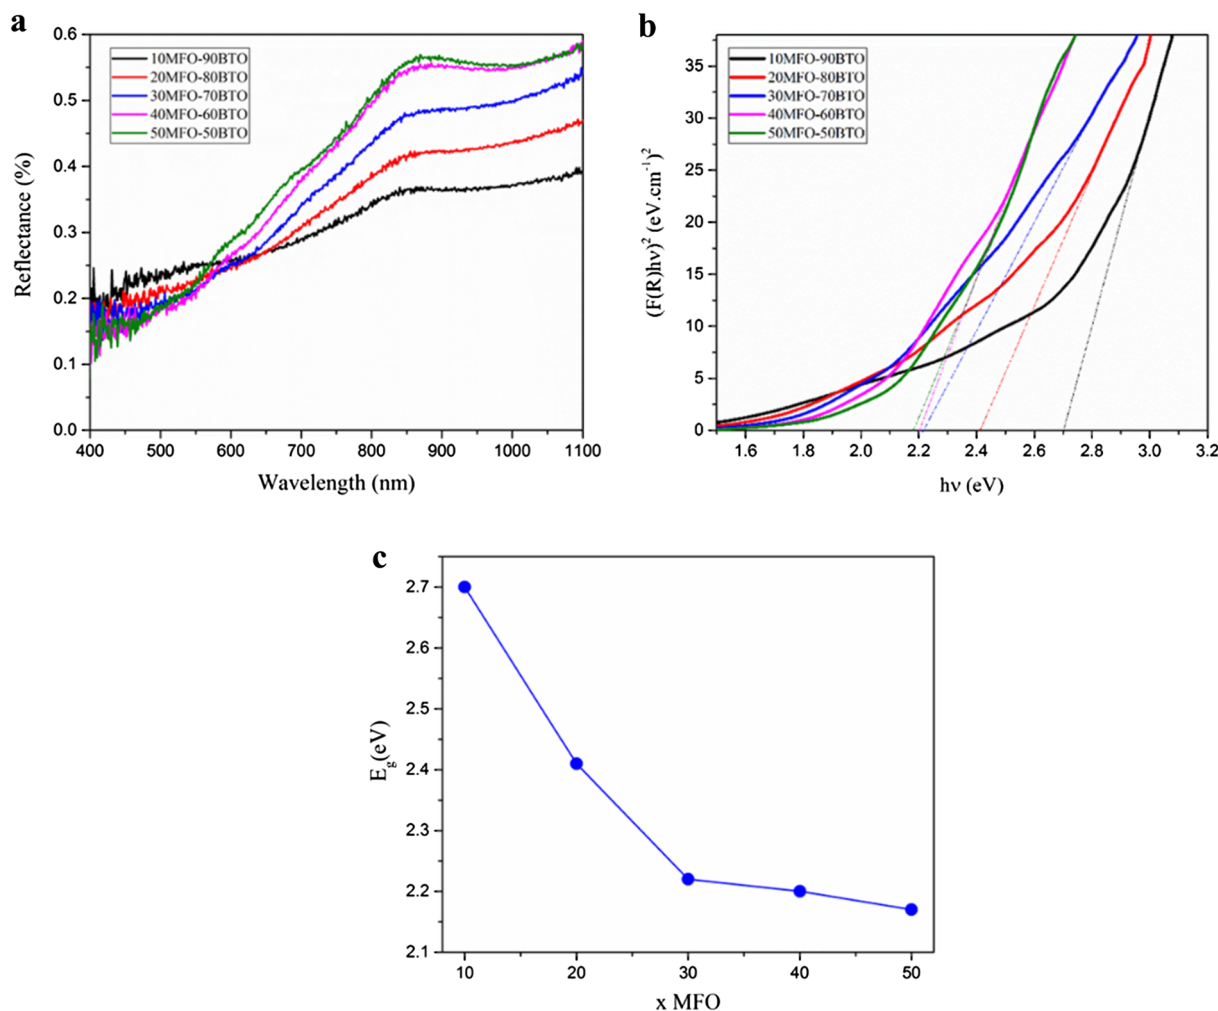 a
0.6
0.5
0.4
0.3
0.2
0.1
0.0
Reflectance (%)
10MFO-90BTO
20MFO-80BTO
30MFO-70BTO
40MFO-60BTO
50MFO-50BTO
400 500 600 700 800 900 1000 1100
Wavelength (nm)
b
35
30
25
20
15
10
5
0
(F(R)hν)² (eV.cm⁻¹)²
10MFO-90BTO
20MFO-80BTO
30MFO-70BTO
40MFO-60BTO
50MFO-50BTO
1.6 2.0 2.2 2.4 2.6 2.8 3.0 3.2
hν (eV)
c
2.7
2.6
2.5
2.4
2.3
2.2
2.1
E_g(eV)
10 20 30 40 50
x MFO